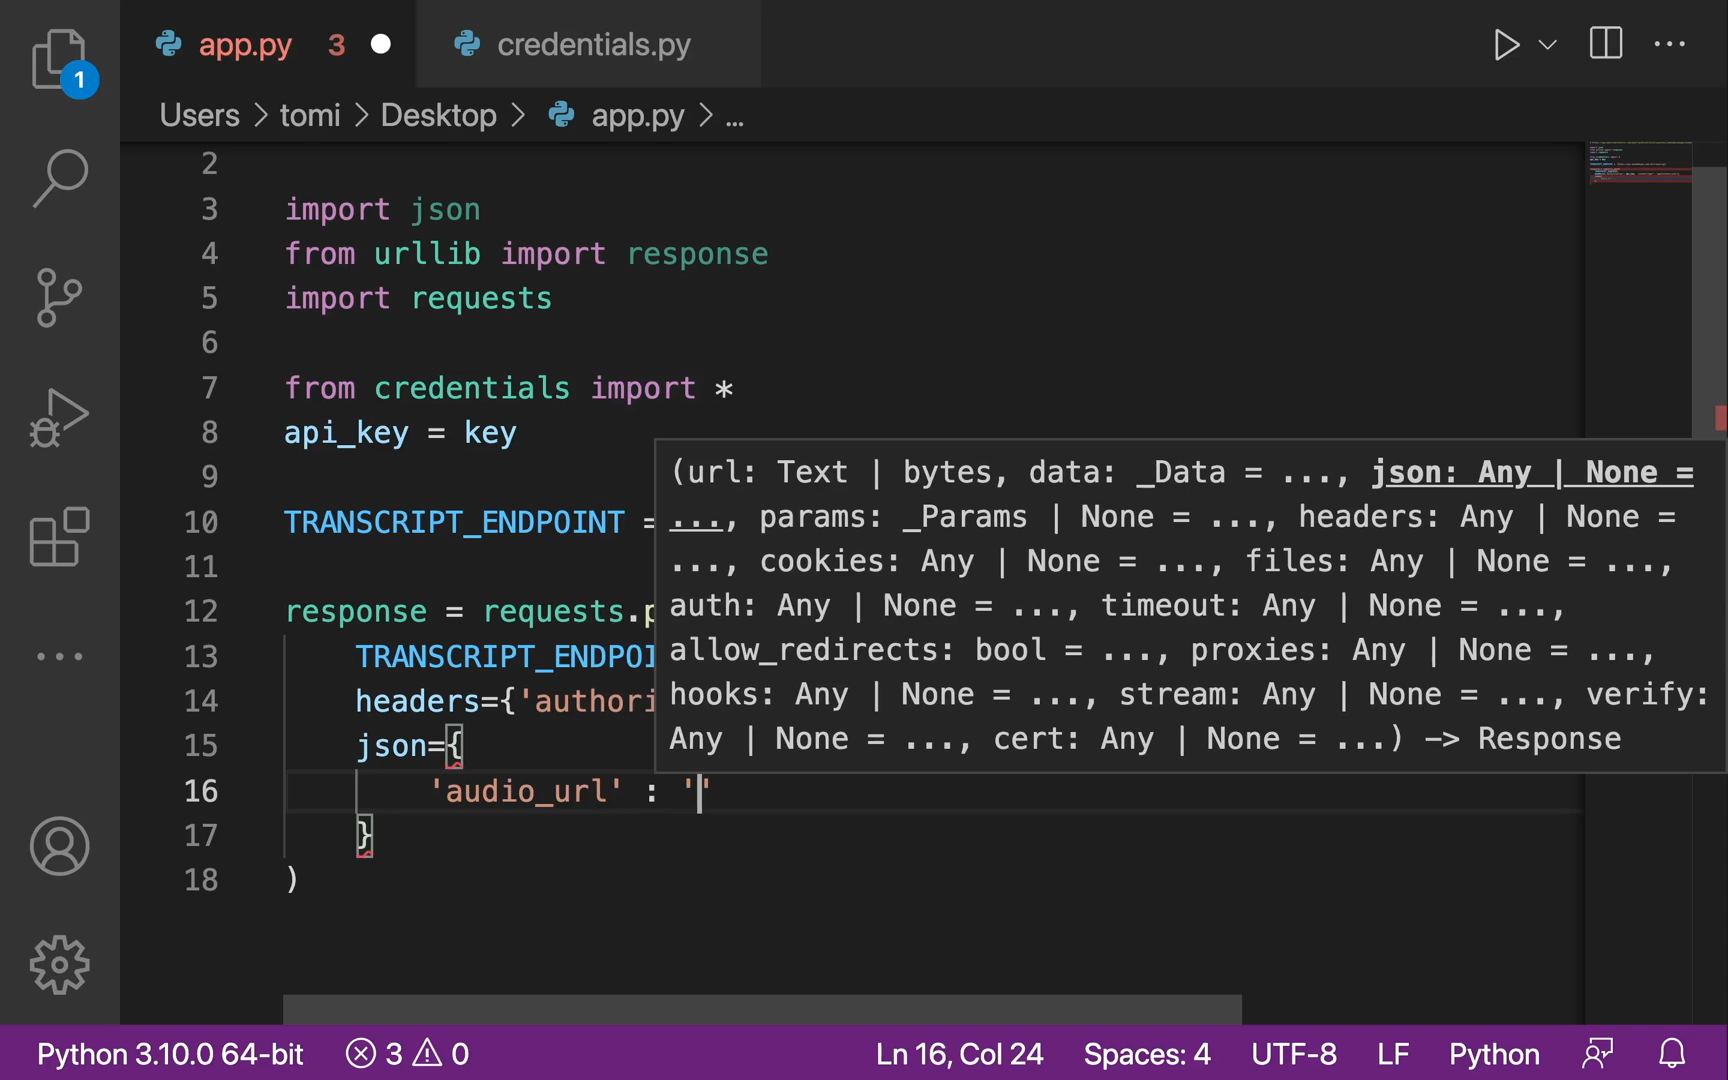 app.py 3 credentials.py
1
Users > tomi > Desktop > app.py > ...
2
3 import json
4 from urllib import response
5 import requests
6
7 from credentials import *
8 api_key = key
9
10 TRANSCRIPT_ENDPOINT =
11
12 response = requests.p
13 TRANSCRIPT_ENDPOI
14 headers={'authori
15 json={
16 'audio_url' : ''
17 }
18 )
(url: Text | bytes, data: _Data = ..., json: Any | None =
..., params: _Params | None = ..., headers: Any | None =
..., cookies: Any | None = ..., files: Any | None = ...,
auth: Any | None = ..., timeout: Any | None = ...,
allow_redirects: bool = ..., proxies: Any | None = ...,
hooks: Any | None = ..., stream: Any | None = ..., verify:
Any | None = ..., cert: Any | None = ...) -> Response
Python 3.10.0 64-bit 3 0 Ln 16, Col 24 Spaces: 4 UTF-8 LF Python